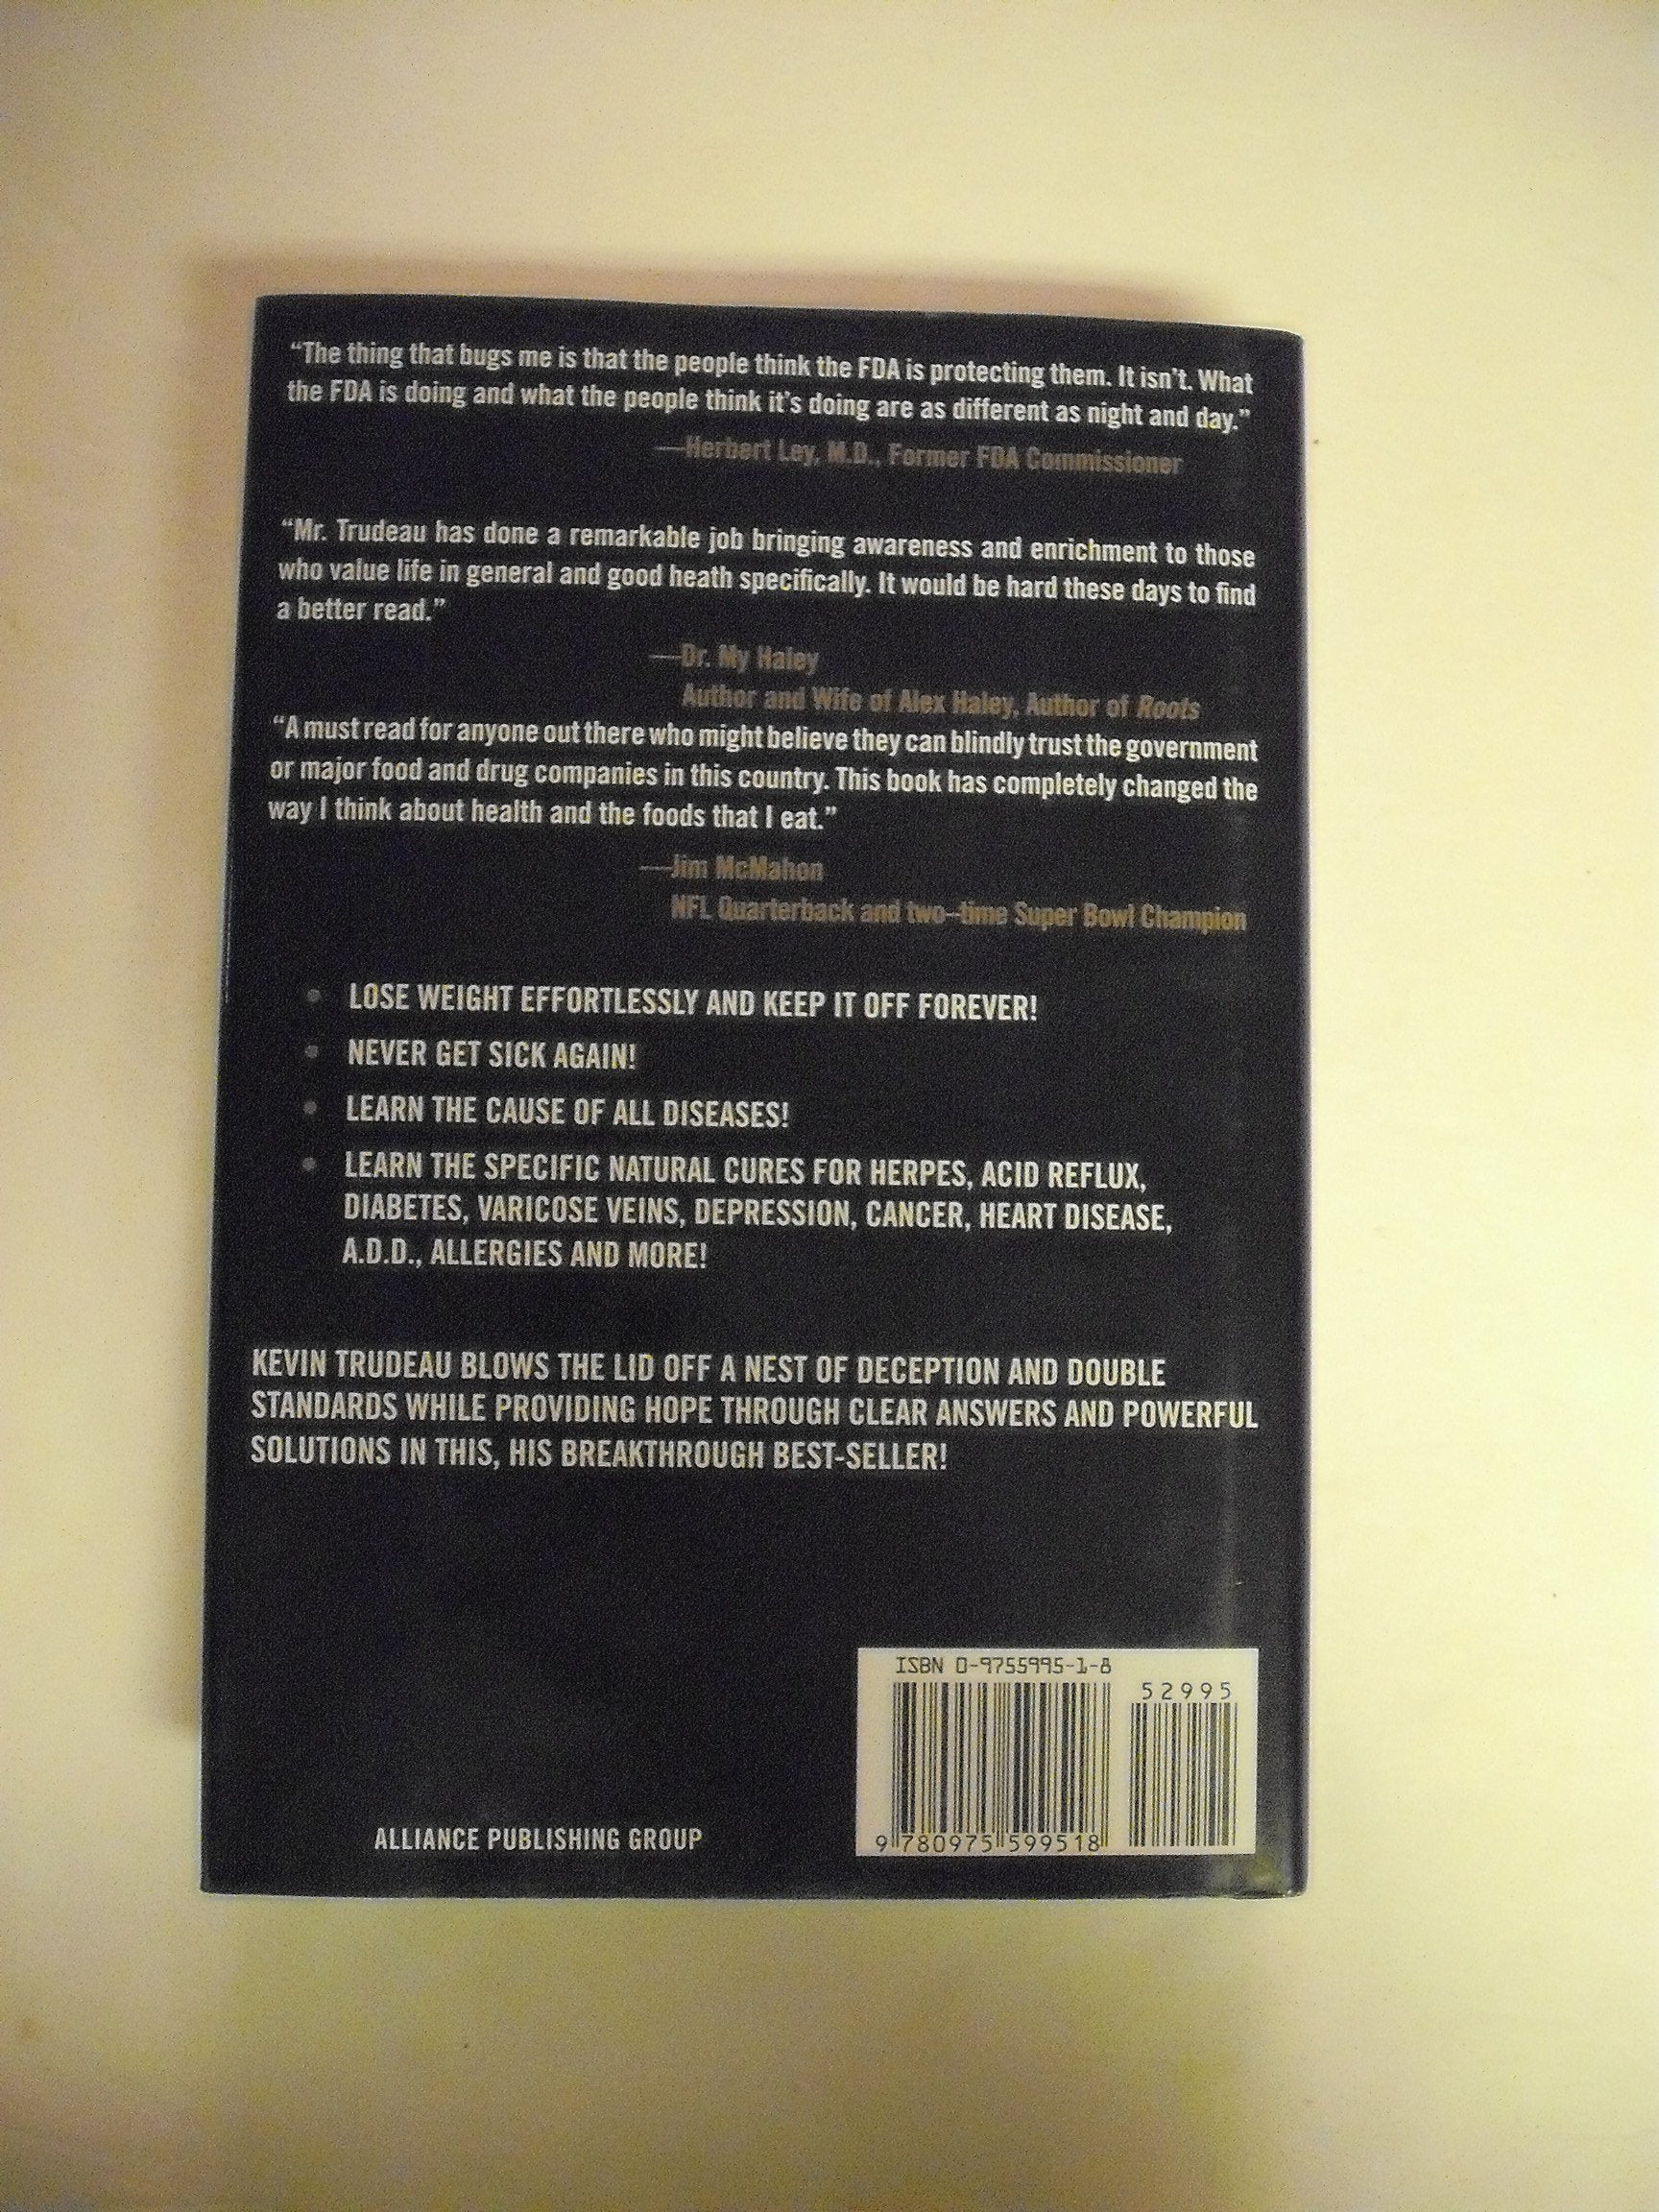 “The thing that bugs me is that the people think the FDA is protecting them. It isn't. What
the FDA is doing and what the people think it's doing are as different as night and day.”
—Herbert Ley, M.D., Former FDA Commissioner
“Mr. Trudeau has done a remarkable job bringing awareness and enrichment to those
who value life in general and good heath specifically. It would be hard these days to find
a better read.”
—Dr. My Haley
Author and Wife of Alex Haley, Author of Roots
“A must read for anyone out there who might believe they can blindly trust the government
or major food and drug companies in this country. This book has completely changed the
way I think about health and the foods that I eat.”
—Jim McMahon
NFL Quarterback and two-time Super Bowl Champion
• LOSE WEIGHT EFFORTLESSLY AND KEEP IT OFF FOREVER!
• NEVER GET SICK AGAIN!
• LEARN THE CAUSE OF ALL DISEASES!
• LEARN THE SPECIFIC NATURAL CURES FOR HERPES, ACID REFLUX,
DIABETES, VARICOSE VEINS, DEPRESSION, CANCER, HEART DISEASE,
A.D.D., ALLERGIES AND MORE!
KEVIN TRUDEAU BLOWS THE LID OFF A NEST OF DECEPTION AND DOUBLE
STANDARDS WHILE PROVIDING HOPE THROUGH CLEAR ANSWERS AND POWERFUL
SOLUTIONS IN THIS, HIS BREAKTHROUGH BEST-SELLER!
ISBN 0-9755995-1-8
52995
9 780975 599518
ALLIANCE PUBLISHING GROUP